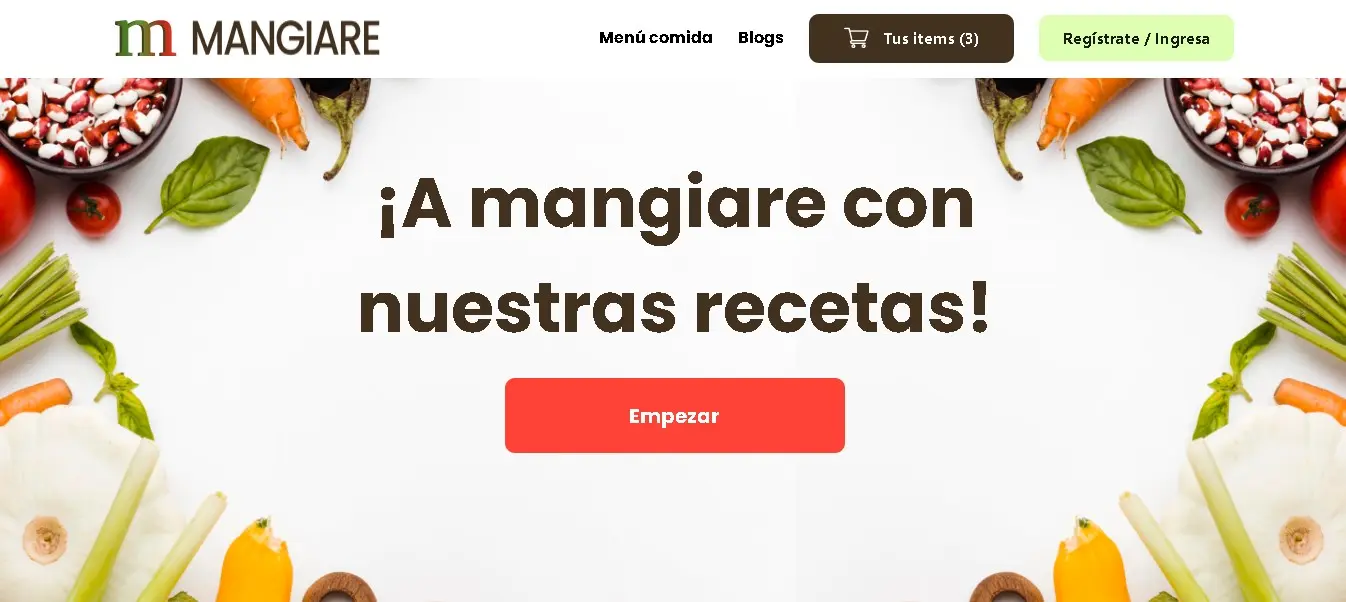 m MANGIARE
Menú comida
Blogs
Tus items (3)
Regístrate / Ingresa
¡A mangiare con
nuestras recetas!
Empezar